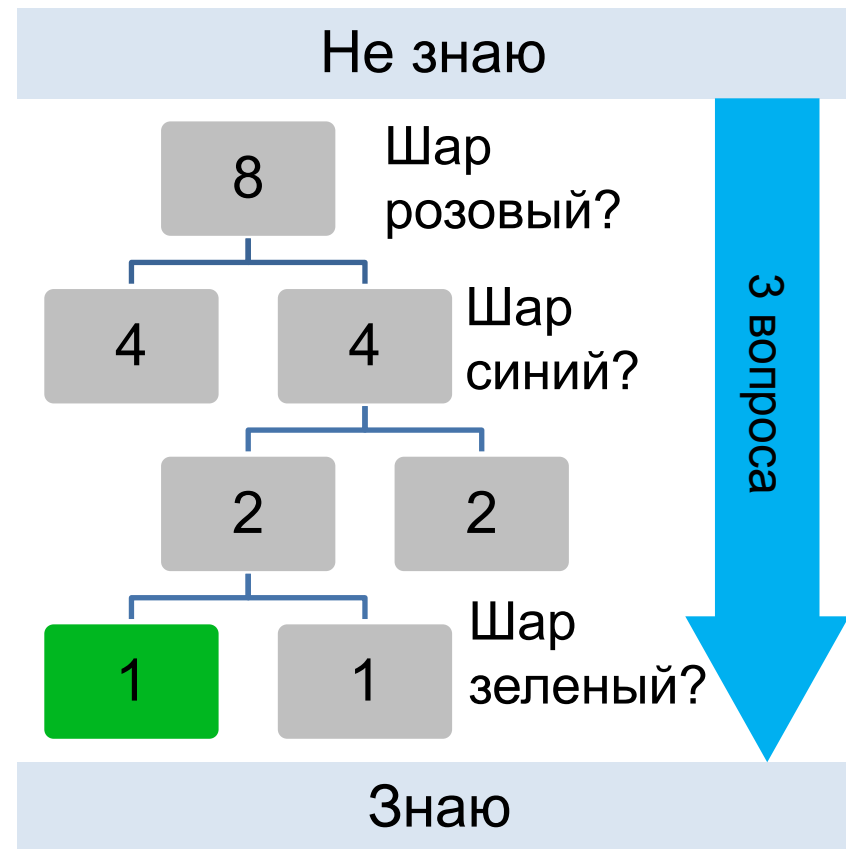 Не знаю
8
Шар
розовый?
4
4
Шар
синий?
3 вопроса
2
2
1
1
Шар
зеленый?
Знаю